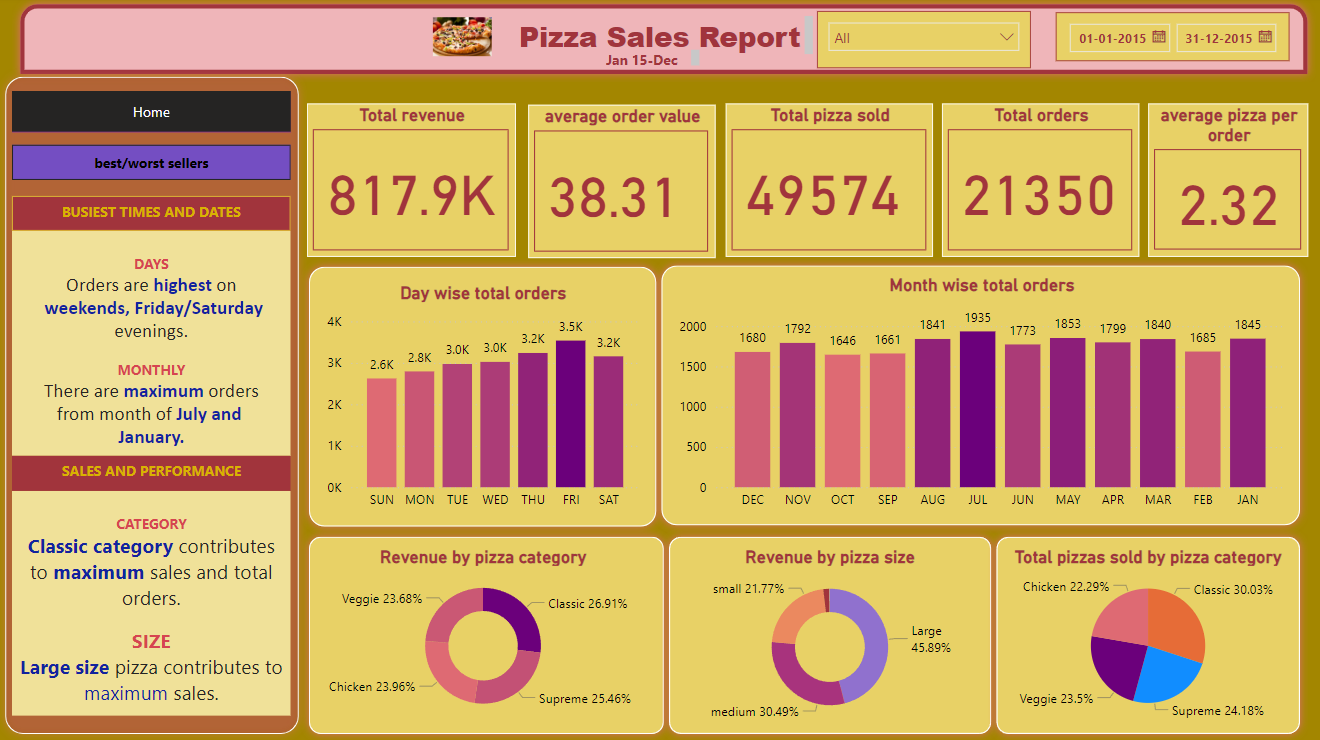 Pizza Sales Report
Jan 15-Dec
All
01-01-2015
31-12-2015
Home
best/worst sellers
BUSIEST TIMES AND DATES
DAYS
Orders are highest on
weekends, Friday/Saturday
evenings.
MONTHLY
There are maximum orders
from month of July and
January.
SALES AND PERFORMANCE
CATEGORY
Classic category contributes
to maximum sales and total
orders.
SIZE
Large size pizza contributes to
maximum sales.
Total revenue
817.9K
average order value
38.31
Total pizza sold
49574
Total orders
21350
average pizza per
order
2.32
Day wise total orders
4K
3K
2K
1K
0K
2.6K
2.8K
3.0K
3.0K
3.2K
3.5K
3.2K
SUN
MON
TUE
WED
THU
FRI
SAT
Month wise total orders
2000
1500
1000
500
0
1680
1792
1646
1661
1841
1935
1773
1853
1799
1840
1685
1845
DEC
NOV
OCT
SEP
AUG
JUL
JUN
MAY
APR
MAR
FEB
JAN
Revenue by pizza category
Veggie 23.68%
Classic 26.91%
Chicken 23.96%
Supreme 25.46%
Revenue by pizza size
small 21.77%
Large
45.89%
medium 30.49%
Total pizzas sold by pizza category
Chicken 22.29%
Classic 30.03%
Veggie 23.5%
Supreme 24.18%